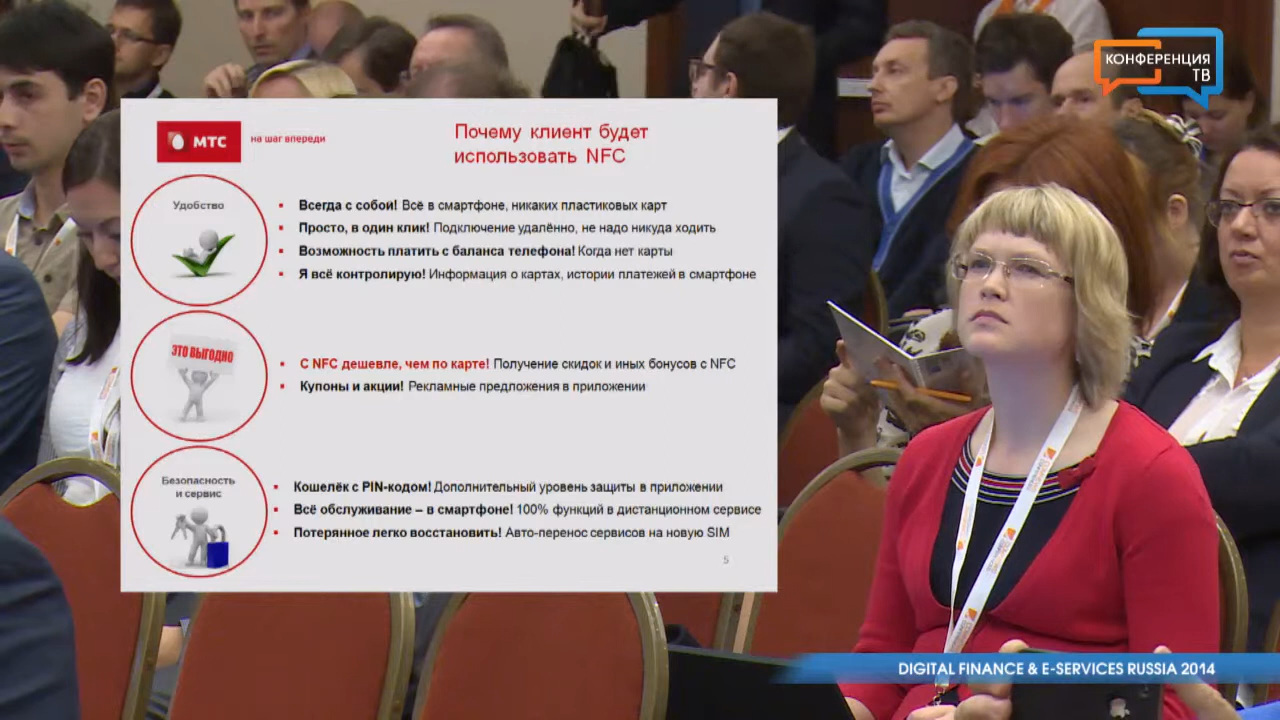 КОНФЕРЕНЦИЯ
ТВ
МТС
на шаг впереди
Почему клиент будет
использовать NFC
Удобство
Всегда с собой! Всё в смартфоне, никаких пластиковых карт
Просто, в один клик! Подключение удалённо, не надо никуда ходить
Возможность платить с баланса телефона! Когда нет карты
Я всё контролирую! Информация о картах, истории платежей в смартфоне
ЭТО ВЫГОДНО
С NFC дешевле, чем по карте! Получение скидок и иных бонусов с NFC
Купоны и акции! Рекламные предложения в приложении
Безопасность
и сервис
Кошелёк с PIN-кодом! Дополнительный уровень защиты в приложении
Всё обслуживание – в смартфоне! 100% функций в дистанционном сервисе
Потерянное легко восстановить! Авто-перенос сервисов на новую SIM
5
DIGITAL FINANCE & E-SERVICES RUSSIA 2014